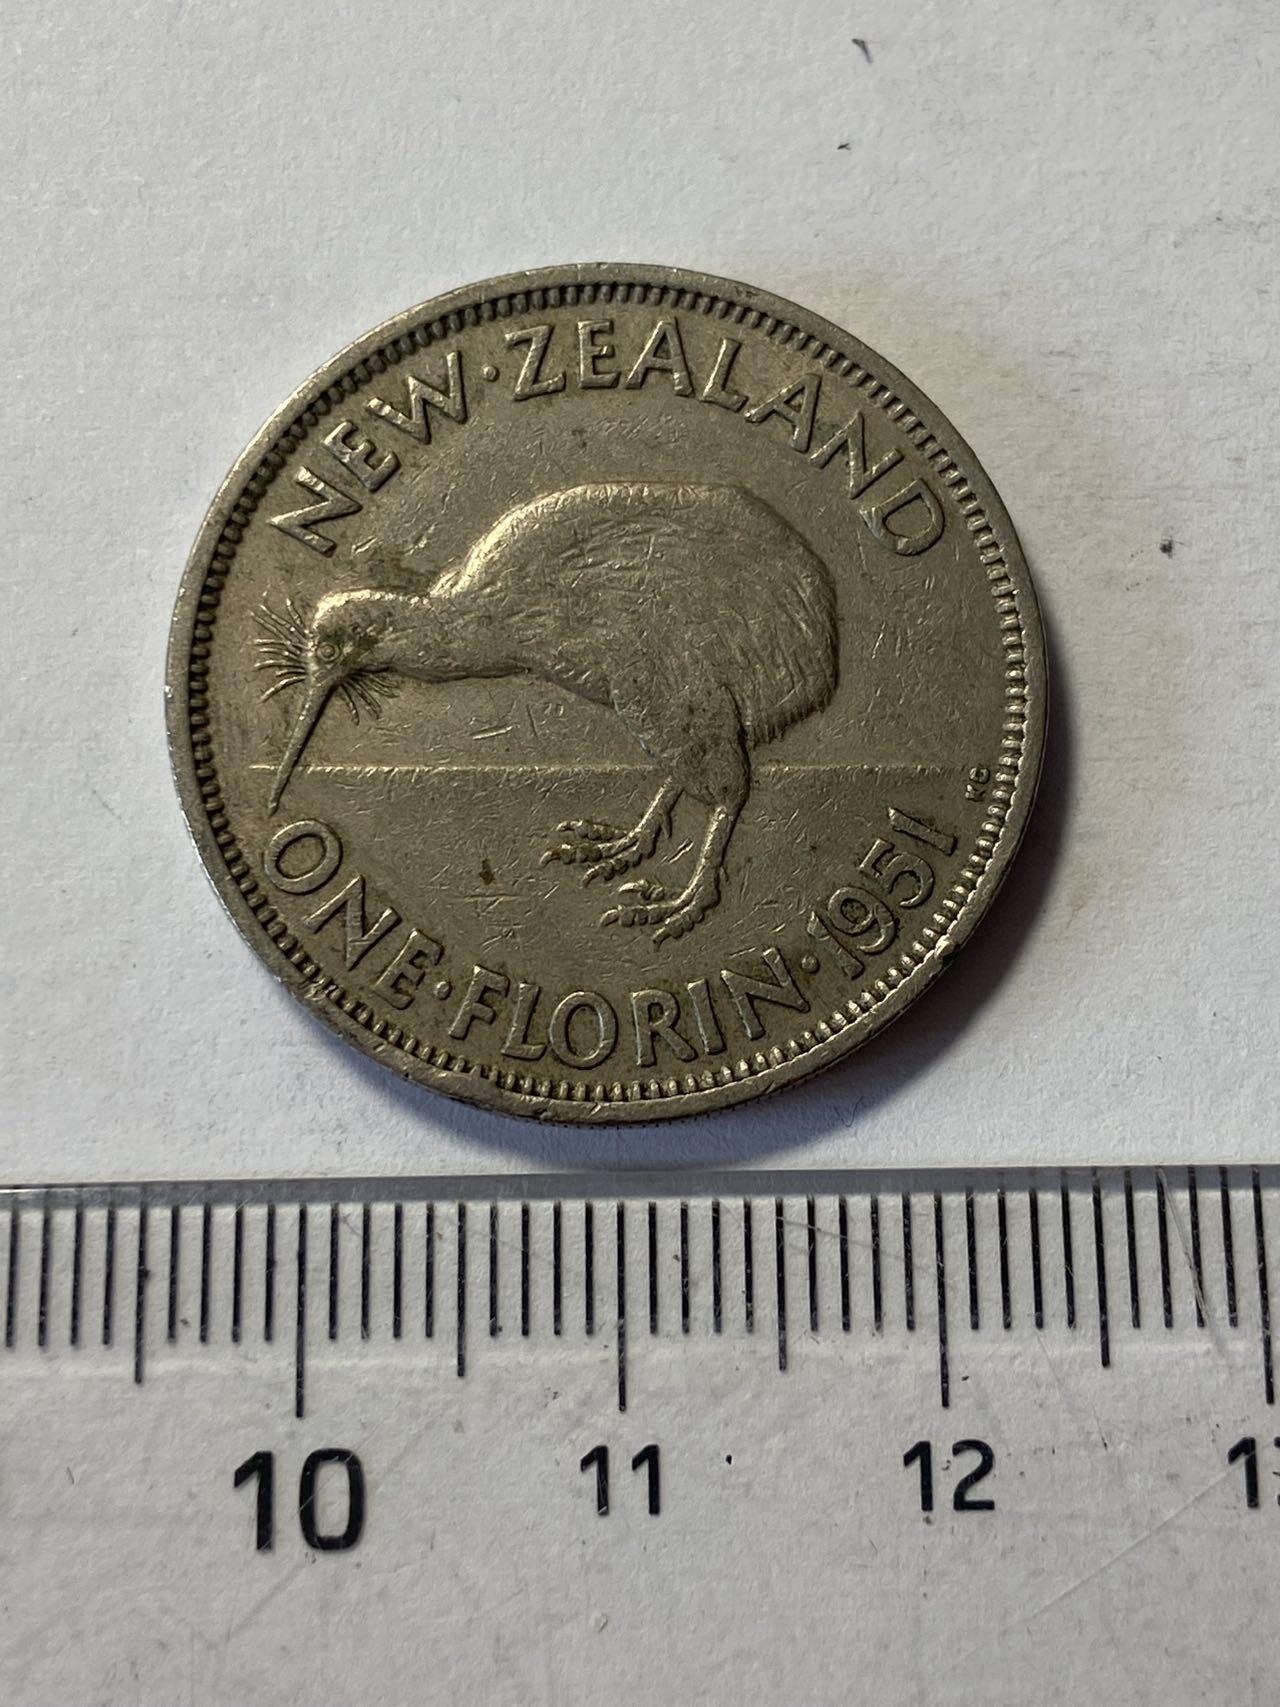 NEW·ZEALAND
KG
ONE·FLORIN·1951
10 11 12